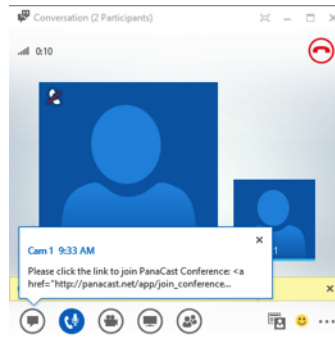 Conversation (2 Participants)
0:10
1
Cam 1 9:33 AM
Please click the link to join PanaCast Conference: <a
href="http://panacast.net/app/join_conference...